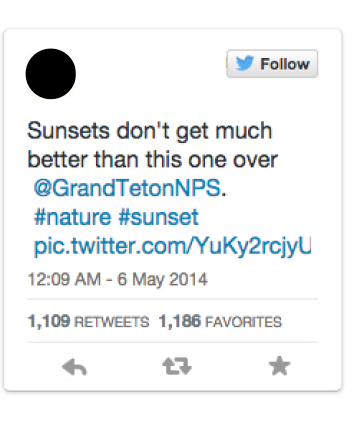 Follow
Sunsets don't get much
better than this one over
@GrandTetonNPS.
#nature #sunset
pic.twitter.com/YuKy2rcjyU
12:09 AM - 6 May 2014
1,109 RETWEETS 1,186 FAVORITES